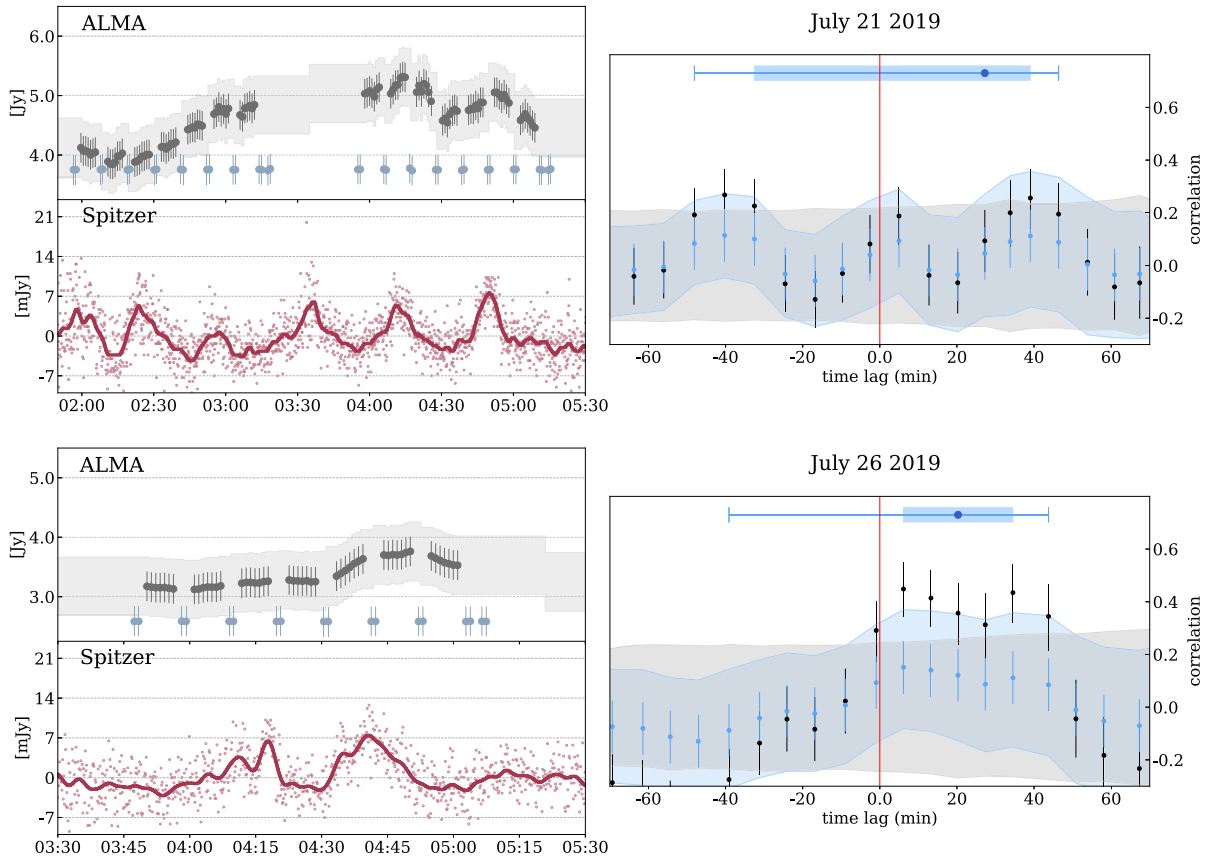 ALMA
July 21 2019
6.0
5.0
4.0
[Jy]
Spitzer
21
14
7
0
-7
[mJy]
02:00 02:30 03:00 03:30 04:00 04:30 05:00 05:30
0.6
0.4
0.2
0.0
-0.2
correlation
-60 -40 -20 0.0 20 40 60
time lag (min)
ALMA
July 26 2019
5.0
4.0
3.0
[Jy]
Spitzer
21
14
7
0
-7
[mJy]
03:30 03:45 04:00 04:15 04:30 04:45 05:00 05:15 05:30
0.6
0.4
0.2
0.0
-0.2
correlation
-60 -40 -20 0.0 20 40 60
time lag (min)